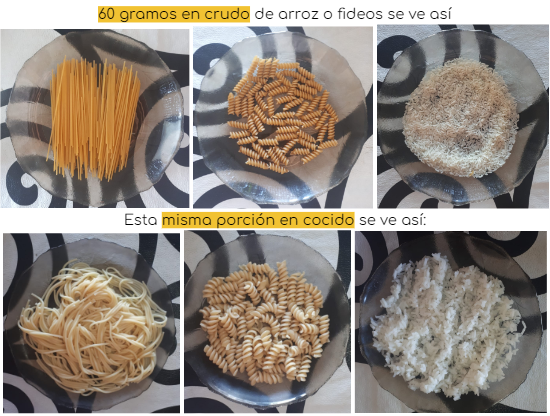 60 gramos en crudo de arroz o fideos se ve así
Esta misma porción en cocido se ve así: